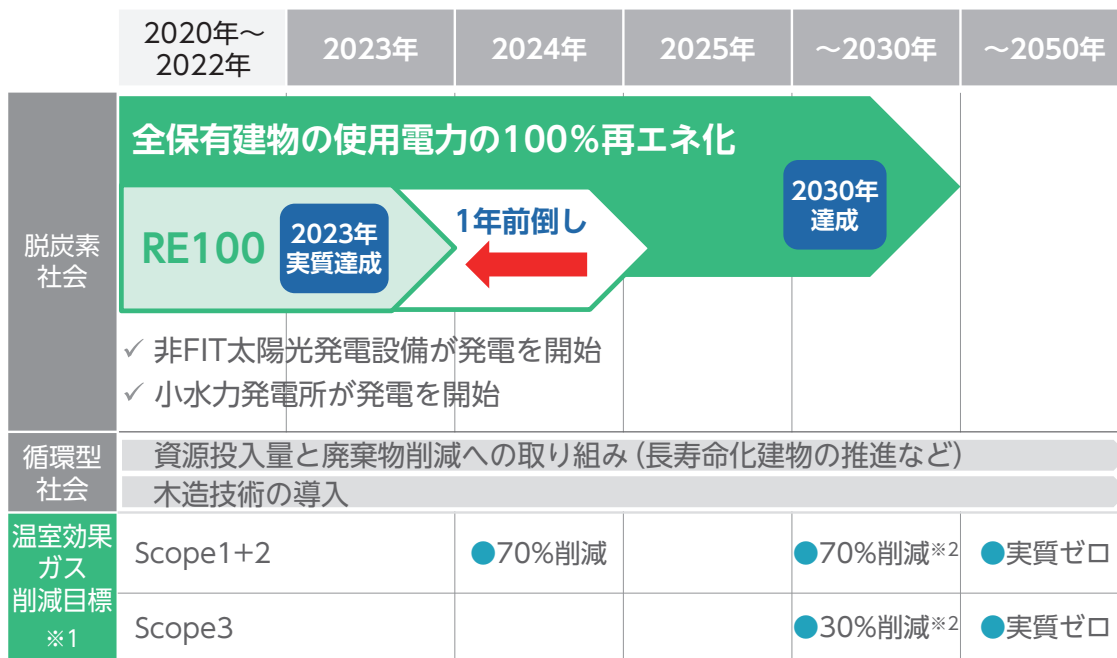 2020年～
2022年
2023年
2024年
2025年
～2030年
～2050年
脱炭素
社会
全保有建物の使用電力の100%再エネ化
RE100
2023年
実質達成
1年前倒し
2030年
達成
✓ 非FIT太陽光発電設備が発電を開始
✓ 小水力発電所が発電を開始
循環型
社会
資源投入量と廃棄物削減への取り組み（長寿命化建物の推進など）
木造技術の導入
温室効果
ガス
削減目標
※1
Scope1+2
●70%削減
●70%削減※2
●実質ゼロ
Scope3
●30%削減※2
●実質ゼロ